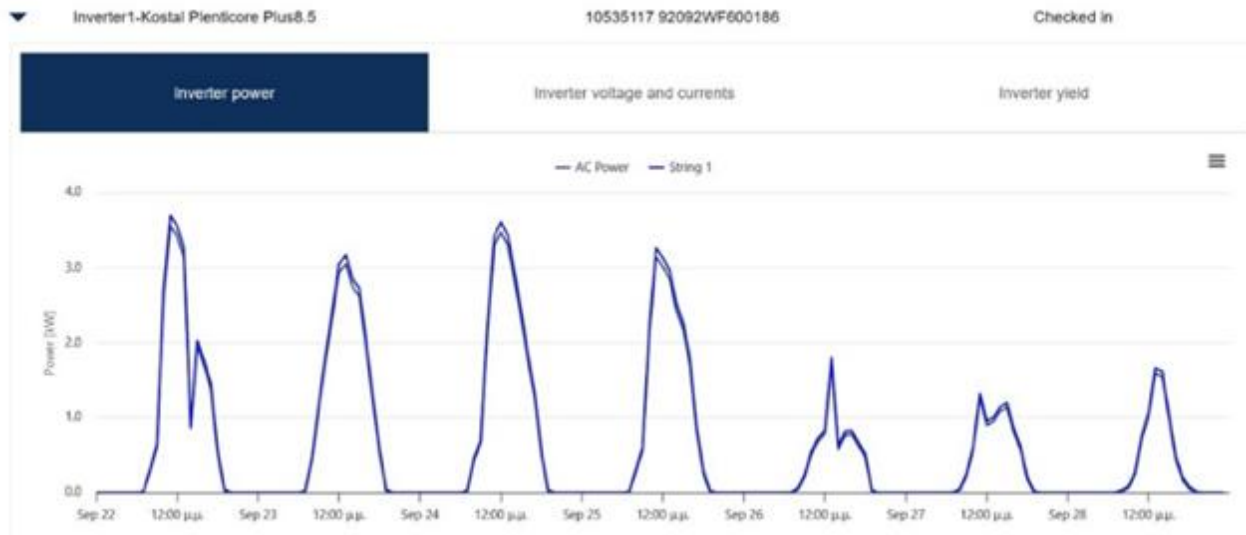 Inverter1-Kostal Plenticore Plus8.5 10535117 92092WF600186 Checked in
Inverter power Inverter voltage and currents Inverter yield
AC Power String 1
4.0
3.0
2.0
1.0
0.0
Power [kW]
Sep 22 12:00 μ.μ. Sep 23 12:00 μ.μ. Sep 24 12:00 μ.μ. Sep 25 12:00 μ.μ. Sep 26 12:00 μ.μ. Sep 27 12:00 μ.μ. Sep 28 12:00 μ.μ.